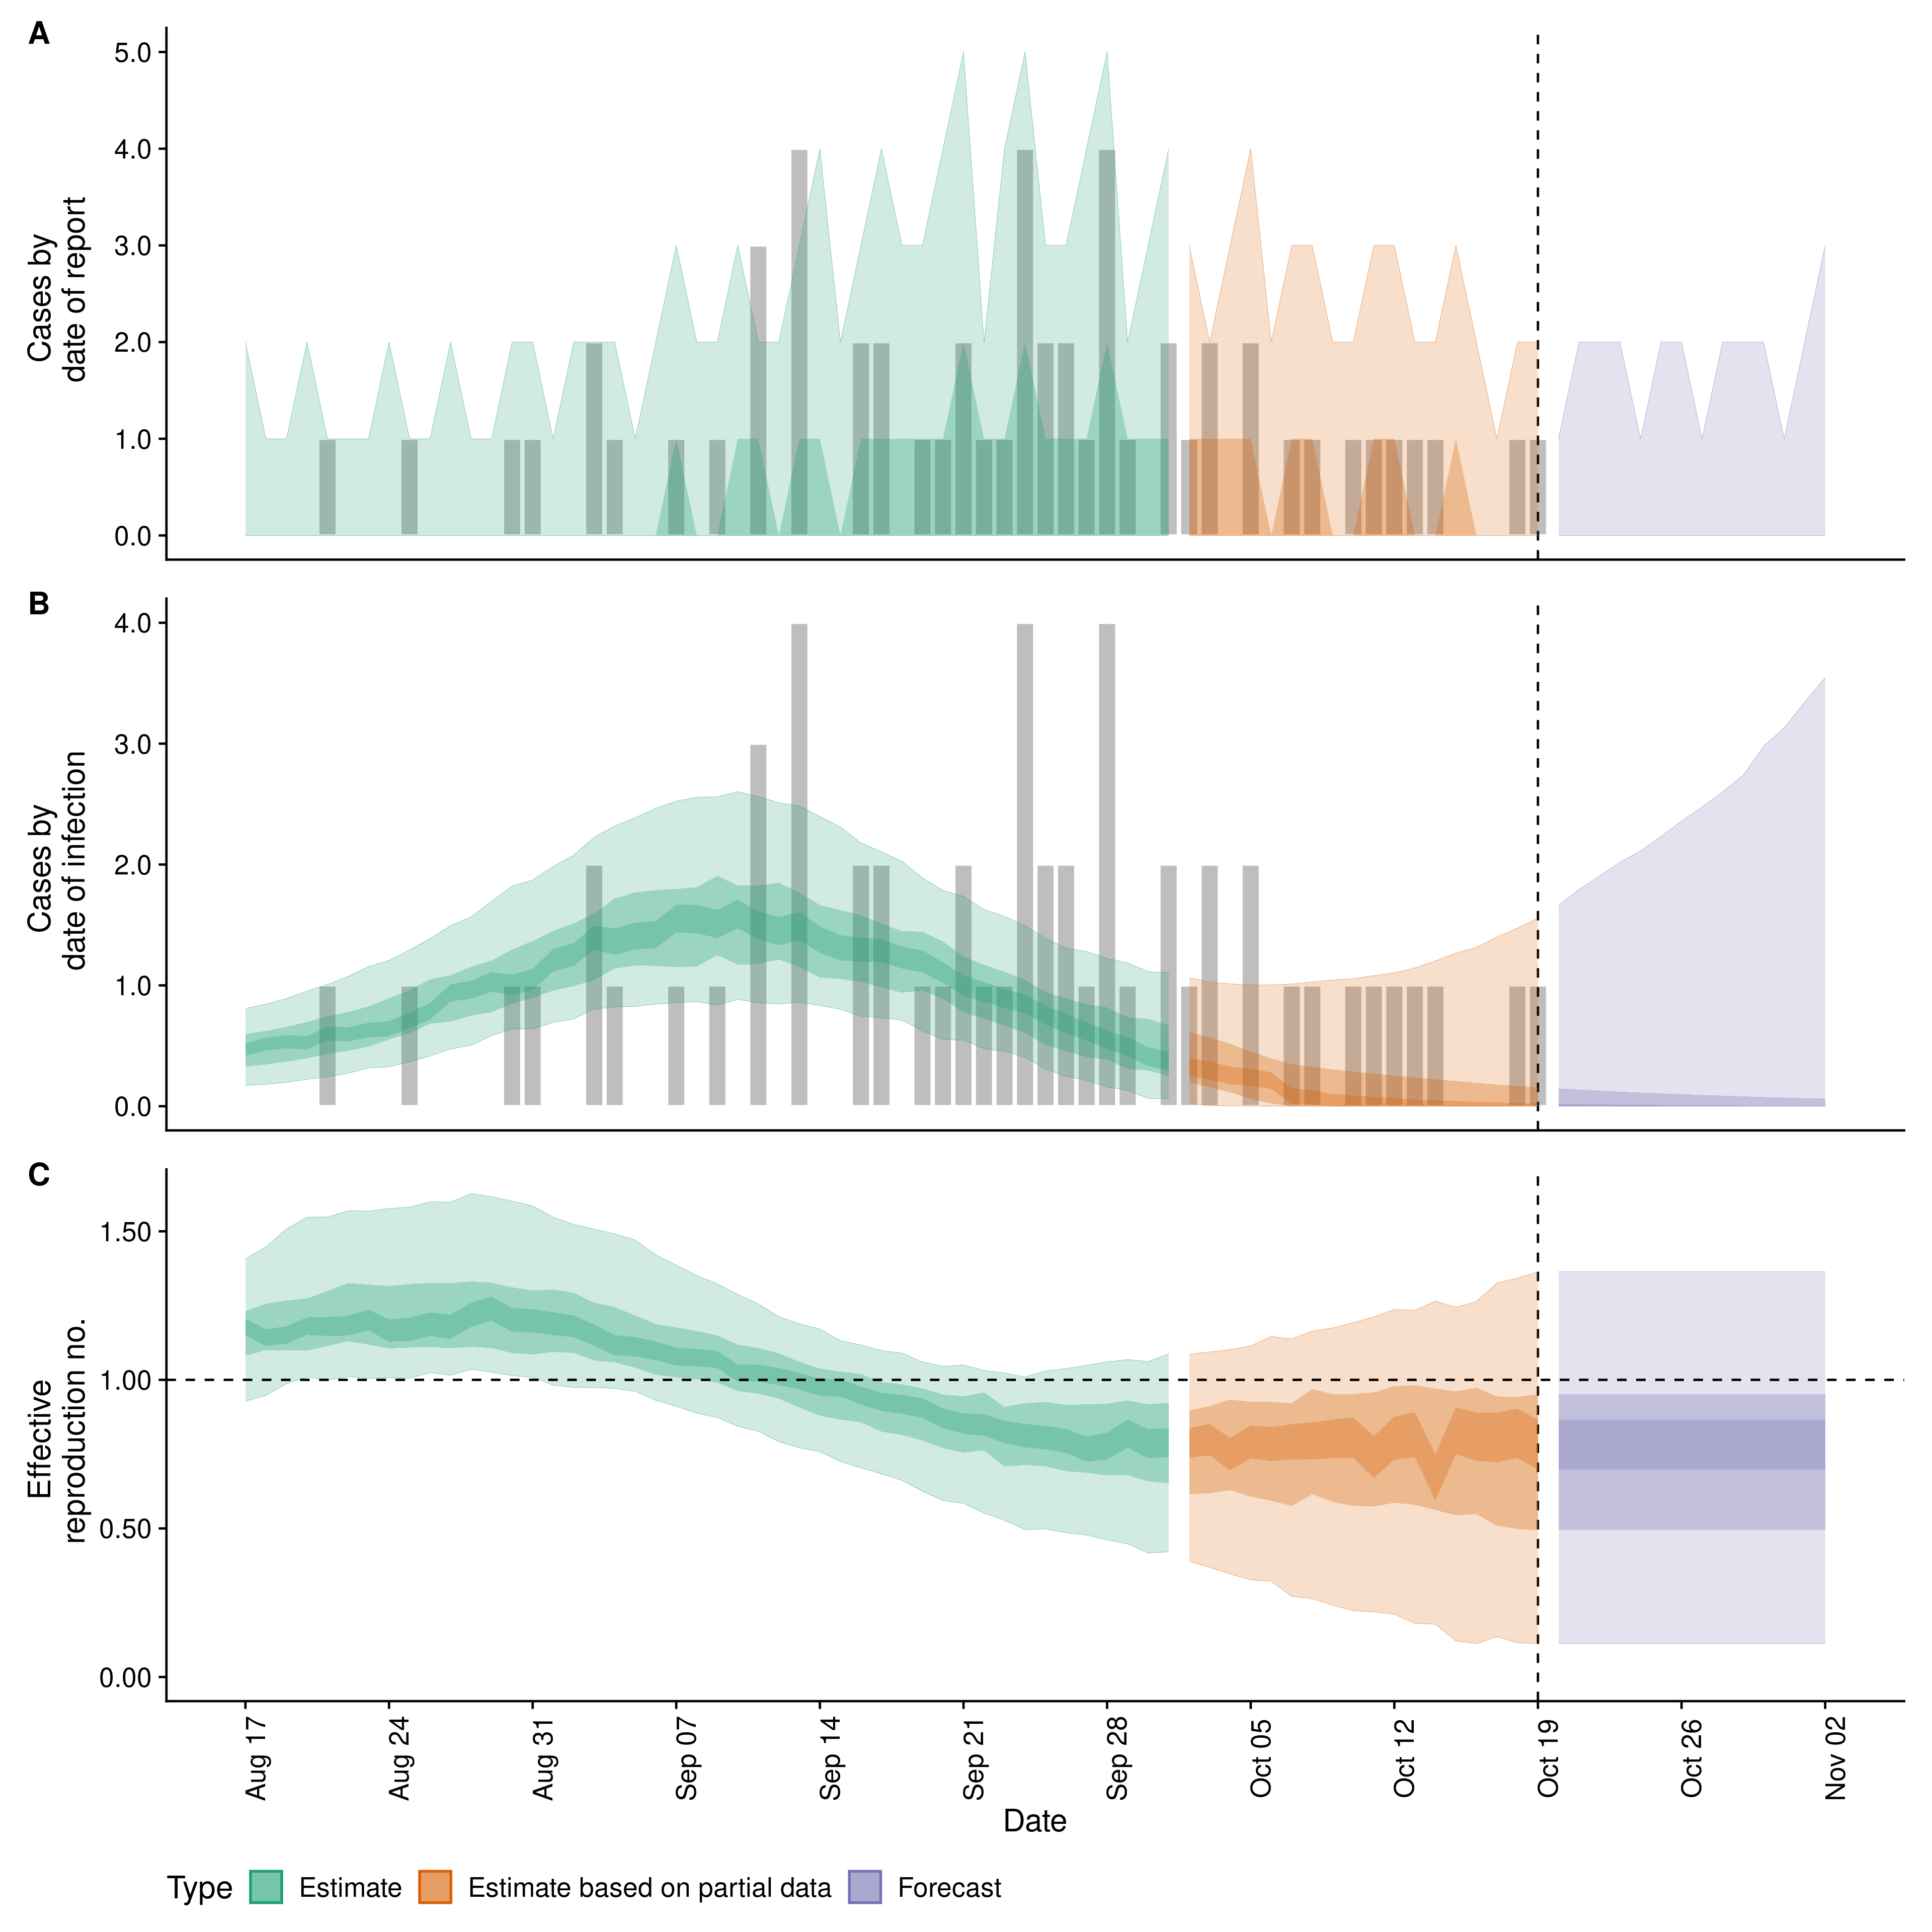 A
5.0
4.0
3.0
2.0
1.0
0.0
Cases by
date of report
B
4.0
3.0
2.0
1.0
0.0
Cases by
date of infection
C
1.50
1.00
0.50
0.00
Effective
reproduction no.
Aug 17
Aug 24
Aug 31
Sep 07
Sep 14
Sep 21
Sep 28
Oct 05
Oct 12
Oct 19
Oct 26
Nov 02
Date
Type Estimate Estimate based on partial data Forecast